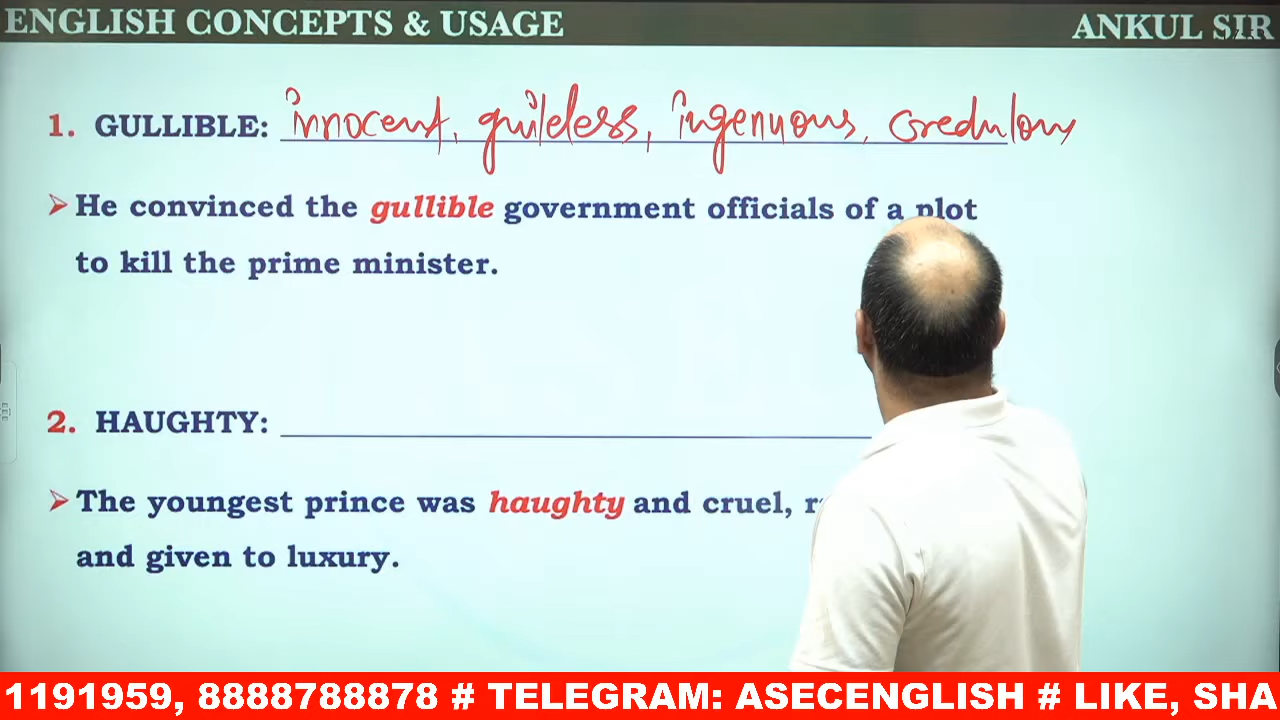 ENGLISH CONCEPTS & USAGE ANKUL SIR
1. GULLIBLE: innocent, guileless, ingenuous, credulous
➢ He convinced the gullible government officials of a plot
to kill the prime minister.
2. HAUGHTY:
➢ The youngest prince was haughty and cruel,
and given to luxury.
1191959, 8888788878 # TELEGRAM: ASECENGLISH # LIKE, SHA